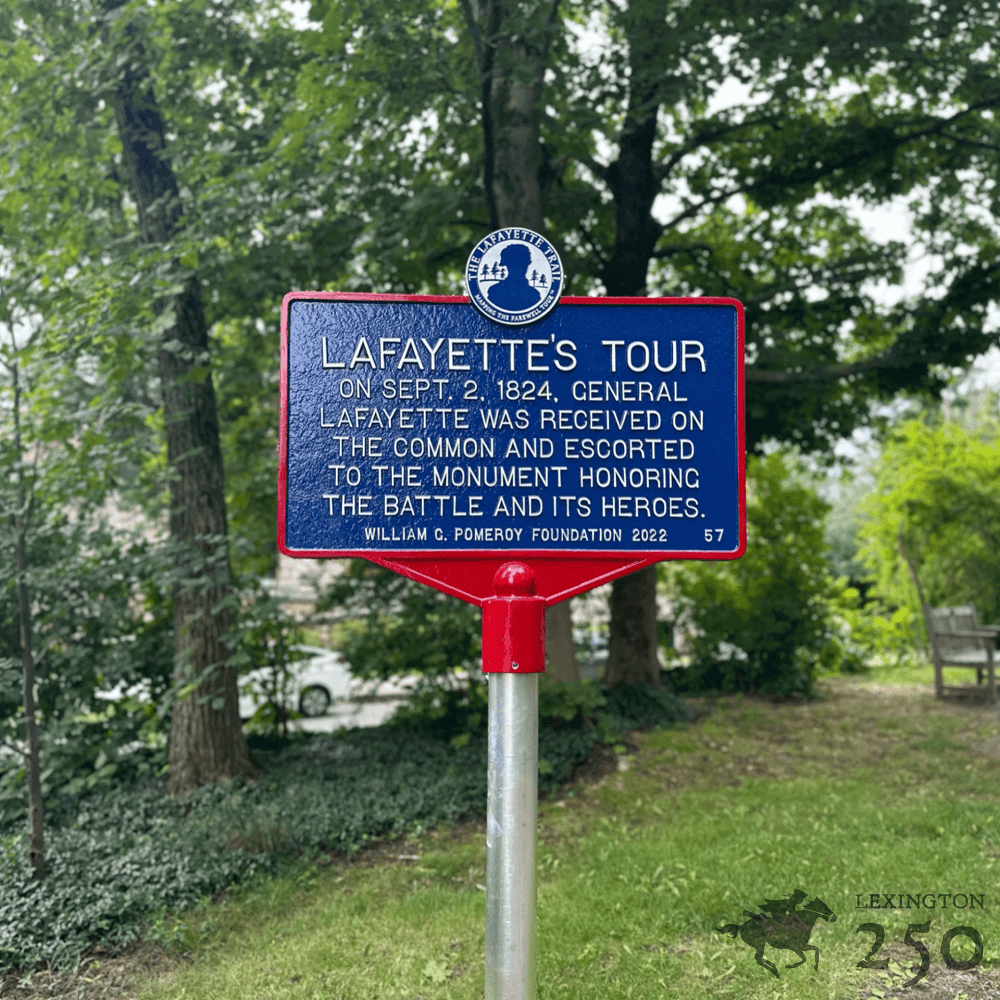 THE LAFAYETTE TRAIL
MAPPING THE FAREWELL TOUR
LAFAYETTE'S TOUR
ON SEPT. 2, 1824, GENERAL
LAFAYETTE WAS RECEIVED ON
THE COMMON AND ESCORTED
TO THE MONUMENT HONORING
THE BATTLE AND ITS HEROES.
WILLIAM G. POMEROY FOUNDATION 2022 57
LEXINGTON
250